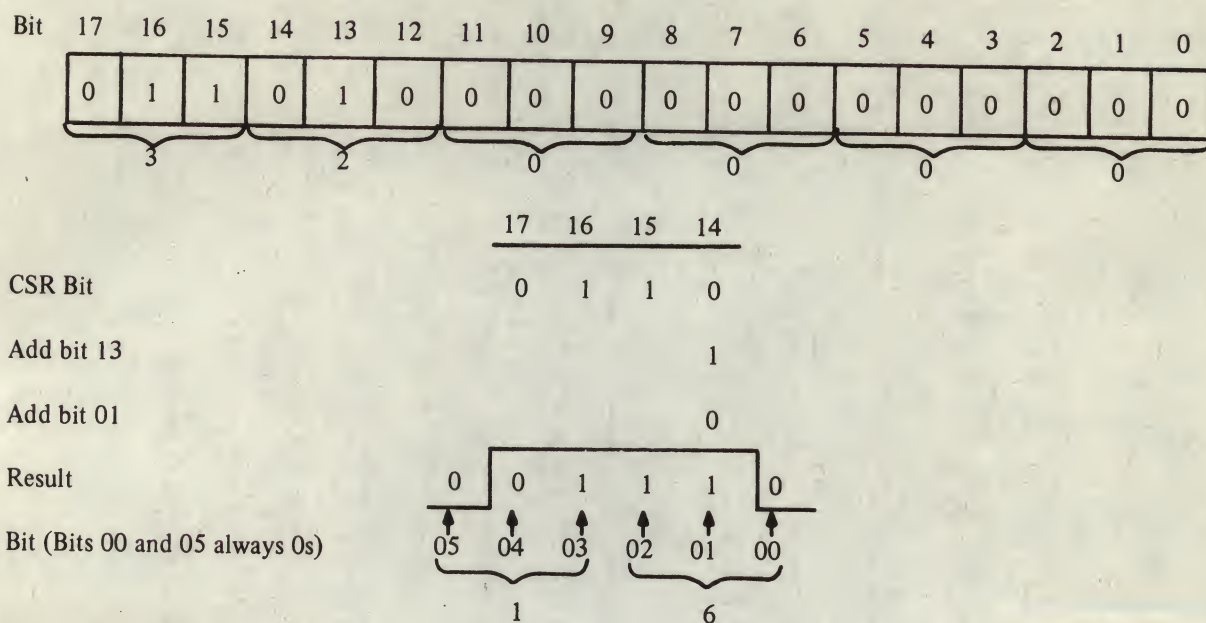 Bit 17 16 15 14 13 12 11 10 9 8 7 6 5 4 3 2 1 0
0 1 1 0 1 0 0 0 0 0 0 0 0 0 0 0 0 0
3 2 0 0 0 0
17 16 15 14
CSR Bit 0 1 1 0
Add bit 13 1
Add bit 01 0
Result 0 0 1 1 1 0
Bit (Bits 00 and 05 always 0s) 05 04 03 02 01 00
1 6